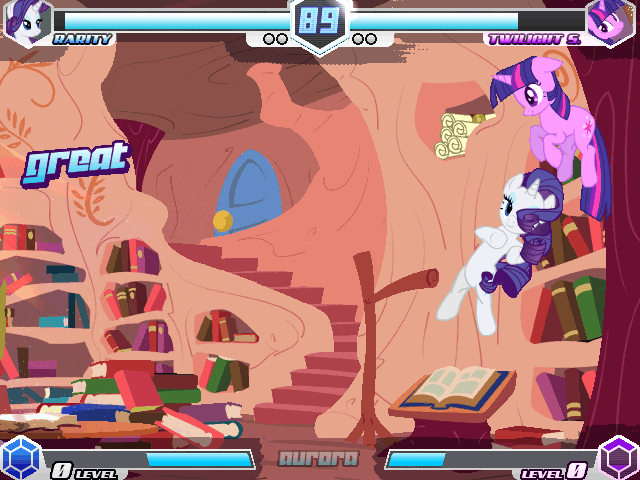 89
RARITY
TWILIGHT S.
great
0 LEVEL
aurora
LEVEL 0